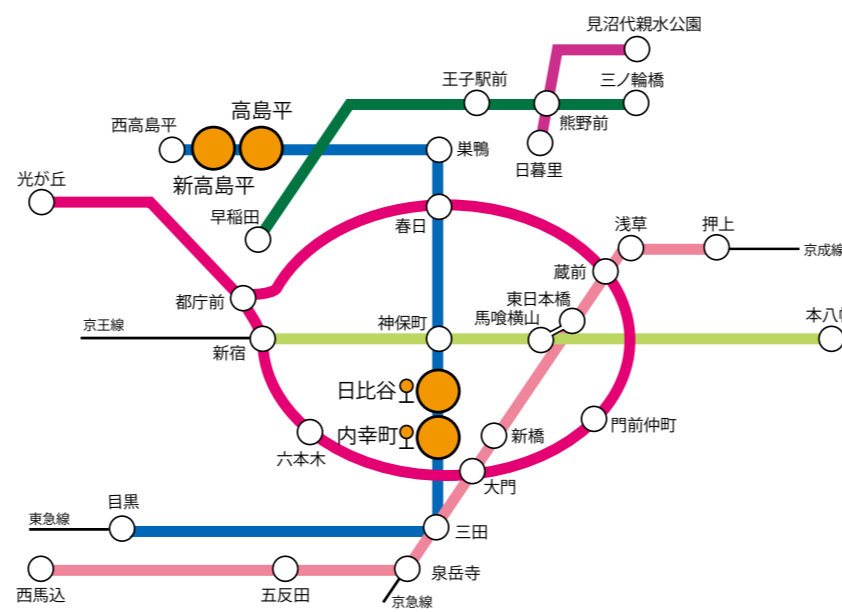 見沼代親水公園
王子駅前
三ノ輪橋
高島平
西高島平
熊野前
巣鴨
日暮里
光が丘
新高島平
早稲田
春日
浅草
押上
京成線
蔵前
都庁前
東日本橋
馬喰横山
神保町
本八
京王線
新宿
日比谷
内幸町
新橋
門前仲町
六本木
大門
目黒
東急線
三田
西馬込
五反田
泉岳寺
京急線